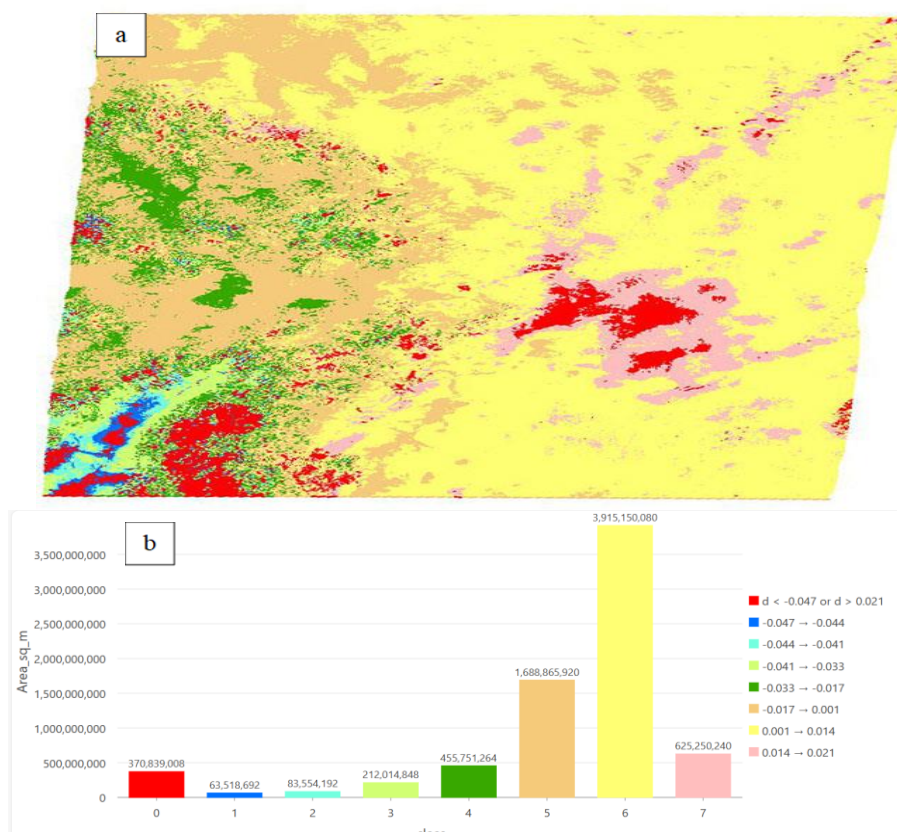 a
b
3,915,150,080
3,500,000,000
3,000,000,000
2,500,000,000
2,000,000,000
1,500,000,000
1,000,000,000
500,000,000
0
Area_sq_m
370,839,008
63,518,692
83,554,192
212,014,848
455,751,264
1,688,865,920
625,250,240
0 1 2 3 4 5 6 7
d < -0.047 or d > 0.021
-0.047 → -0.044
-0.044 → -0.041
-0.041 → -0.033
-0.033 → -0.017
-0.017 → 0.001
0.001 → 0.014
0.014 → 0.021